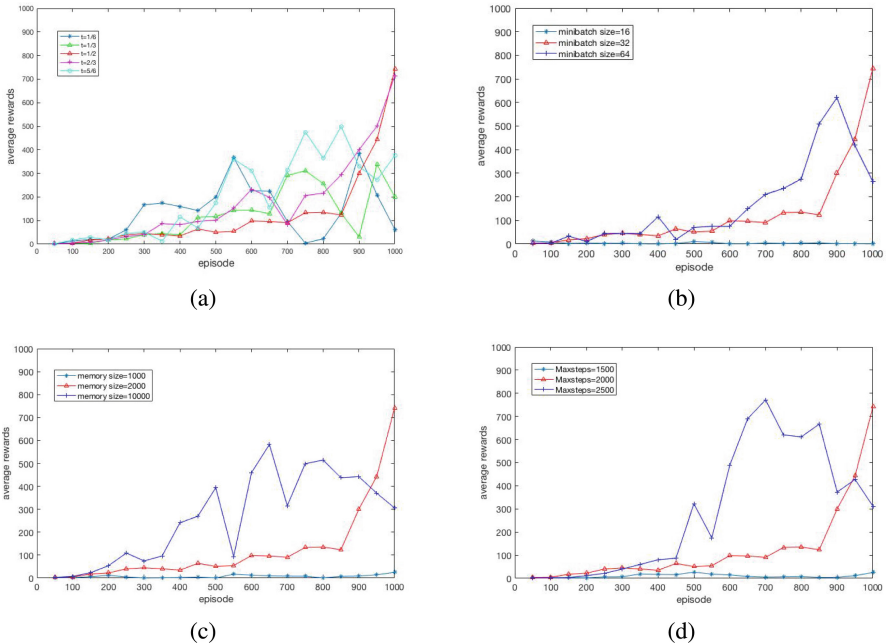 1000
900
800
700
600
500
400
300
200
100
0
average rewards
t=1/6
t=1/3
t=1/2
t=2/3
t=5/6
0 100 200 300 400 500 600 700 800 900 1000
episode
(a)
1000
900
800
700
600
500
400
300
200
100
0
average rewards
minibatch size=16
minibatch size=32
minibatch size=64
0 100 200 300 400 500 600 700 800 900 1000
episode
(b)
1000
900
800
700
600
500
400
300
200
100
0
average rewards
memory size=1000
memory size=2000
memory size=10000
0 100 200 300 400 500 600 700 800 900 1000
episode
(c)
1000
900
800
700
600
500
400
300
200
100
0
average rewards
Maxsteps=1500
Maxsteps=2000
Maxsteps=2500
0 100 200 300 400 500 600 700 800 900 1000
episode
(d)